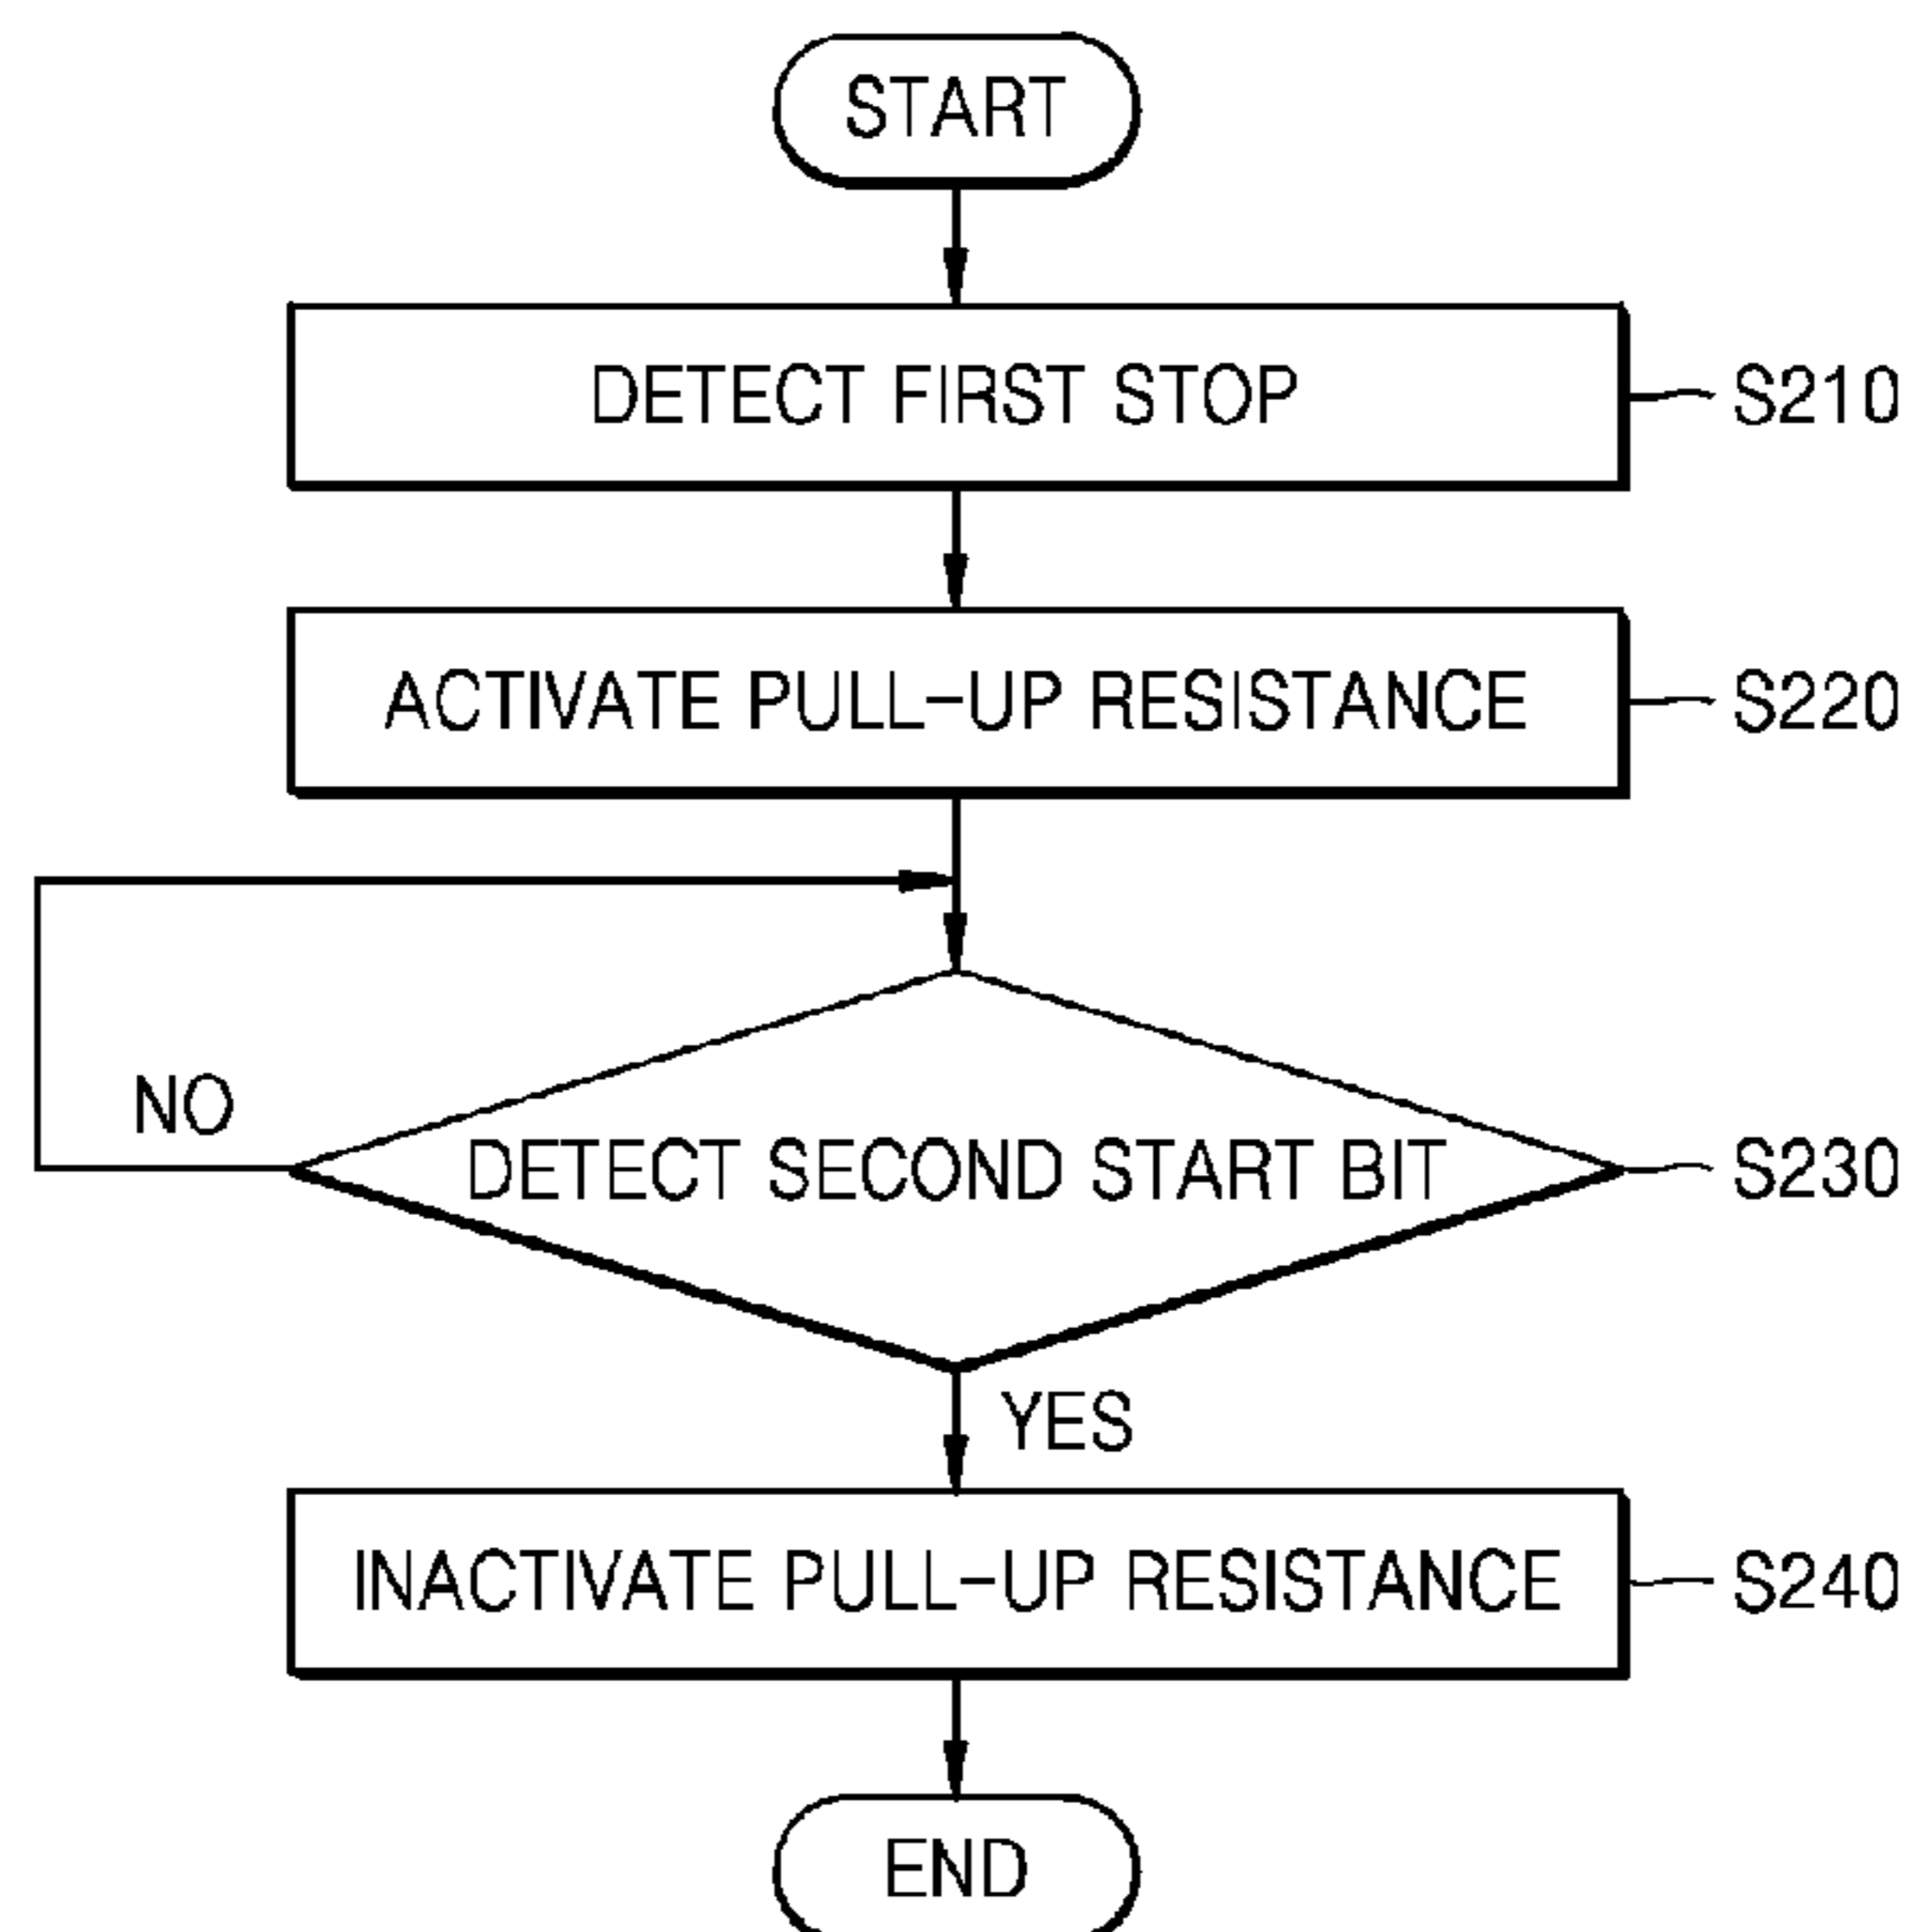 START
DETECT FIRST STOP
S210
ACTIVATE PULL-UP RESISTANCE
S220
NO
DETECT SECOND START BIT
S230
YES
INACTIVATE PULL-UP RESISTANCE
S240
END